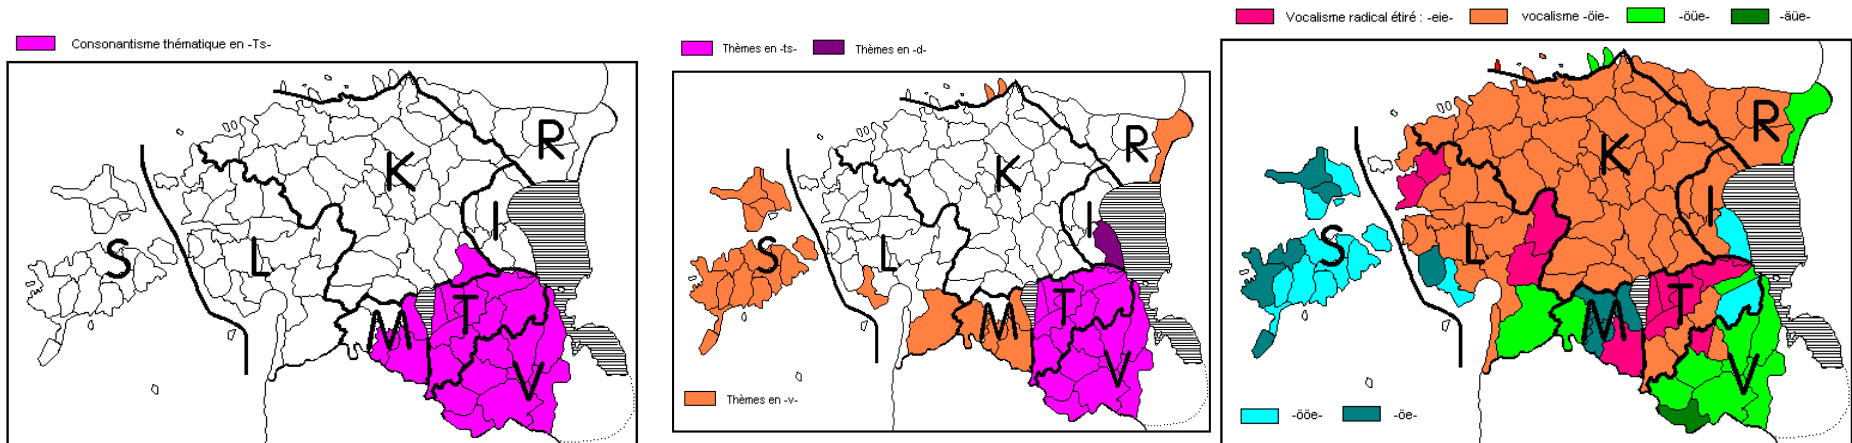 Consonantisme thématique en -Ts-
R
K
I
S
L
T
M
V
Thèmes en -ts-
Thèmes en -d-
R
K
I
S
L
T
M
V
Thèmes en -v-
Vocalisme radical étiré : -eie-
vocalisme -öie-
-öüe-
-äüe-
R
K
I
S
L
T
M
V
-ööe-
-öe-